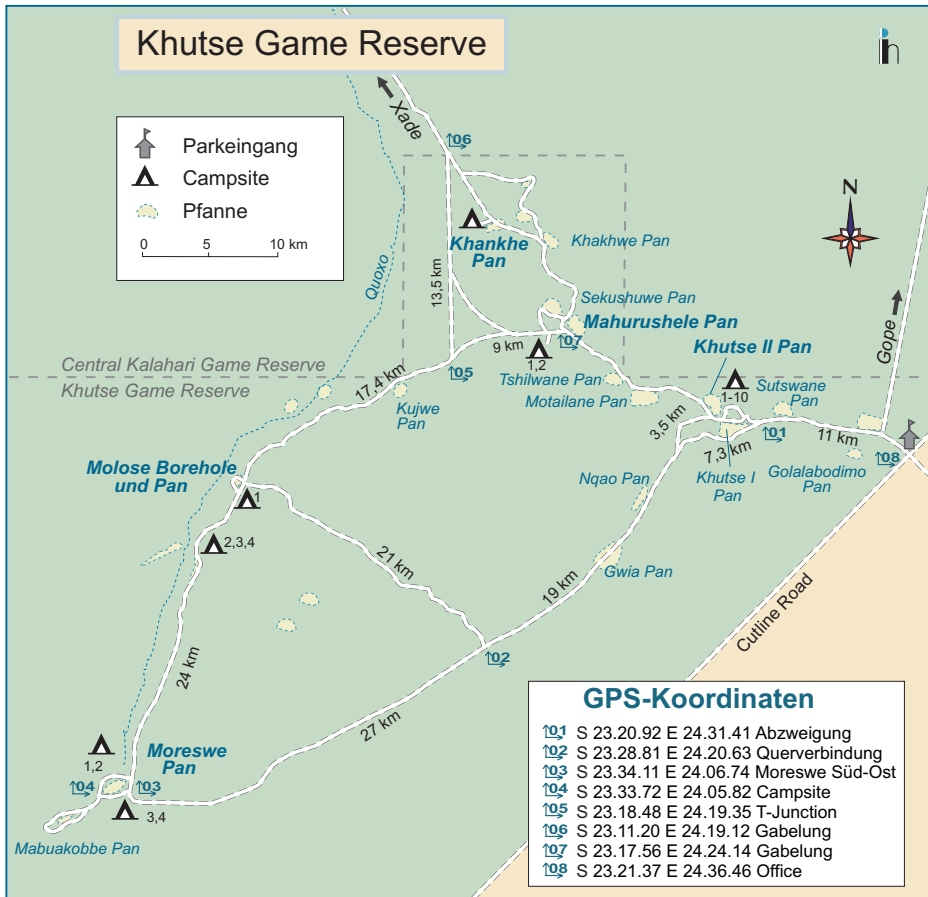 Khutse Game Reserve
ih
Parkeingang
Campsite
Pfanne
0 5 10 km
Xade
06
N
Khankhe
Pan
Khakhwe Pan
Quoxo
13,5 km
Sekushuwe Pan
Mahurushele Pan
07
9 km
1,2
Gope
Central Kalahari Game Reserve
Khutse Game Reserve
17.4 km
05
Kujwe
Pan
Tshilwane Pan
Motailane Pan
Khutse II Pan
1-10
Sutswane
Pan
3,5 km
7,3 km
01
11 km
08
Khutse I
Pan
Golalabodimo
Pan
Molose Borehole
und Pan
1
2,3,4
Nqao Pan
Gwia Pan
21 km
19 km
02
Cutline Road
24 km
27 km
Moreswe
Pan
1,2
04
03
3,4
Mabuakobbe Pan
GPS-Koordinaten
01 S 23.20.92 E 24.31.41 Abzweigung
02 S 23.28.81 E 24.20.63 Querverbindung
03 S 23.34.11 E 24.06.74 Moreswe Süd-Ost
04 S 23.33.72 E 24.05.82 Campsite
05 S 23.18.48 E 24.19.35 T-Junction
06 S 23.11.20 E 24.19.12 Gabelung
07 S 23.17.56 E 24.24.14 Gabelung
08 S 23.21.37 E 24.36.46 Office